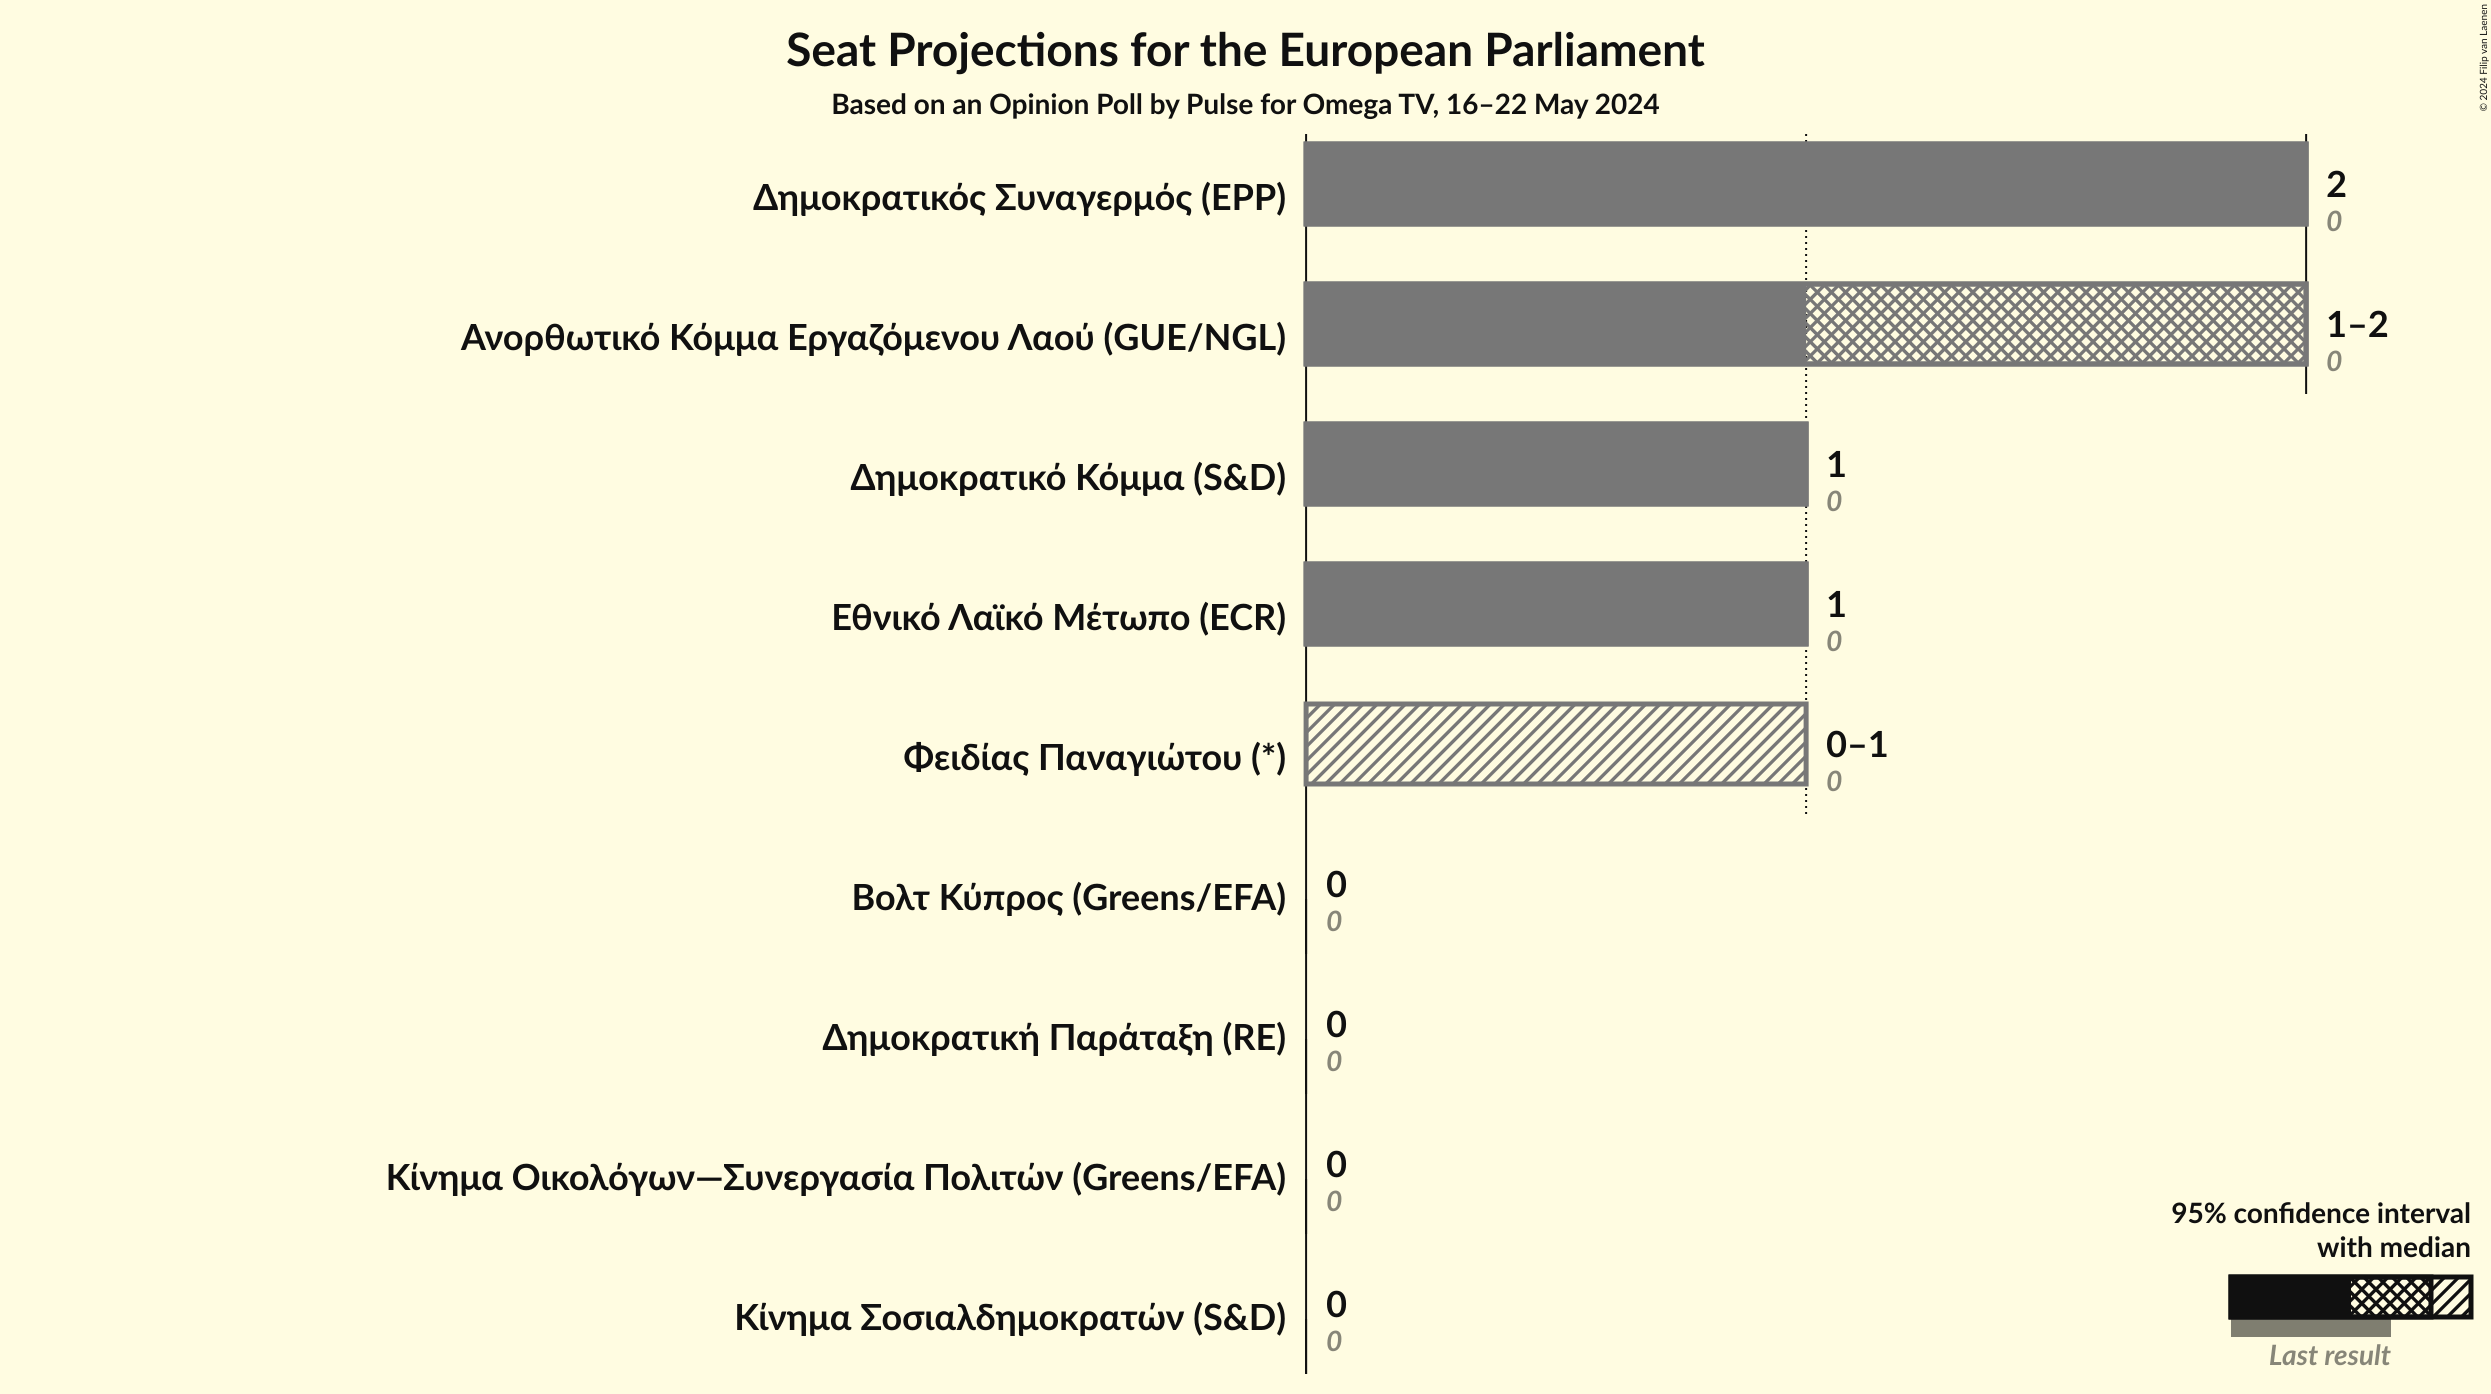 Seat Projections for the European Parliament
Based on an Opinion Poll by Pulse for Omega TV, 16–22 May 2024
© 2024 Filip van Laenen
Δημοκρατικός Συναγερμός (EPP)
2
0
Ανορθωτικό Κόμμα Εργαζόμενου Λαού (GUE/NGL)
1–2
0
Δημοκρατικό Κόμμα (S&D)
1
0
Εθνικό Λαϊκό Μέτωπο (ECR)
1
0
Φειδίας Παναγιώτου (*)
0–1
0
Βολτ Κύπρος (Greens/EFA)
0
0
Δημοκρατική Παράταξη (RE)
0
0
Κίνημα Οικολόγων—Συνεργασία Πολιτών (Greens/EFA)
0
0
Κίνημα Σοσιαλδημοκρατών (S&D)
0
0
95% confidence interval
with median
Last result